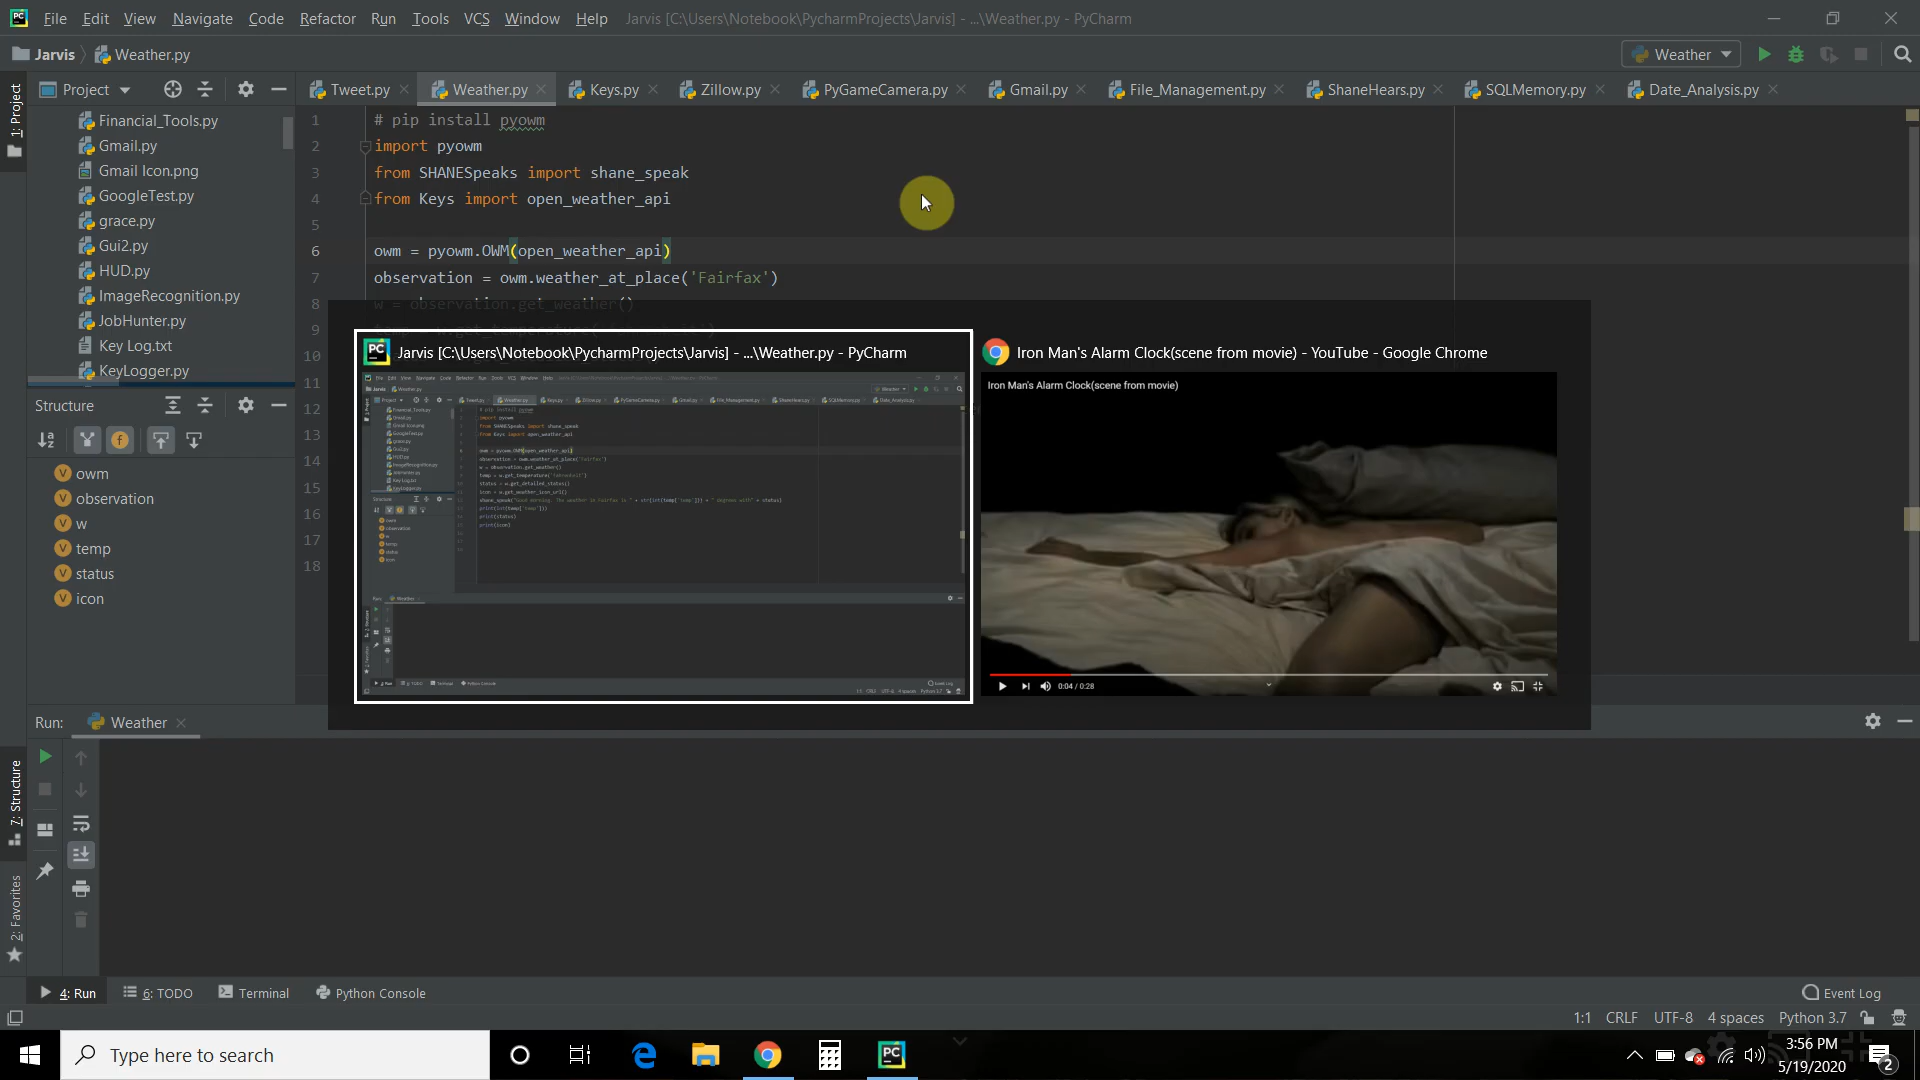 File Edit View Navigate Code Refactor Run Tools VCS Window Help Jarvis [C:\Users\Notebook\PycharmProjects\Jarvis] - ...\Weather.py - PyCharm
Jarvis Weather.py Weather
Project Tweet.py Weather.py Keys.py Zillow.py PyGameCamera.py Gmail.py File_Management.py ShaneHears.py SQLMemory.py Date_Analysis.py
1: Project
Financial_Tools.py
Gmail.py
Gmail Icon.png
GoogleTest.py
grace.py
Gui2.py
HUD.py
ImageRecognition.py
JobHunter.py
Key Log.txt
KeyLogger.py
1 # pip install pyowm
2 import pyowm
3 from SHANESpeaks import shane_speak
4 from Keys import open_weather_api
5
6 owm = pyowm.OWM(open_weather_api)
7 observation = owm.weather_at_place('Fairfax')
8 w = observation.get_weather()
9
10
11
12
13
14
15
16
17
18
Jarvis [C:\Users\Notebook\PycharmProjects\Jarvis] - ...\Weather.py - PyCharm
Iron Man's Alarm Clock(scene from movie) - YouTube - Google Chrome
Iron Man's Alarm Clock(scene from movie)
0:04 / 0:28
Structure
owm
observation
w
temp
status
icon
Run: Weather
7: Structure
2: Favorites
4: Run 6: TODO Terminal Python Console Event Log
1:1 CRLF UTF-8 4 spaces Python 3.7
Type here to search
3:56 PM
5/19/2020
2